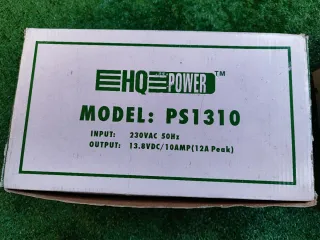 HQ POWER™
MODEL: PS1310
INPUT: 230VAC 50Hz
OUTPUT: 13.8VDC/10AMP(12A Peak)